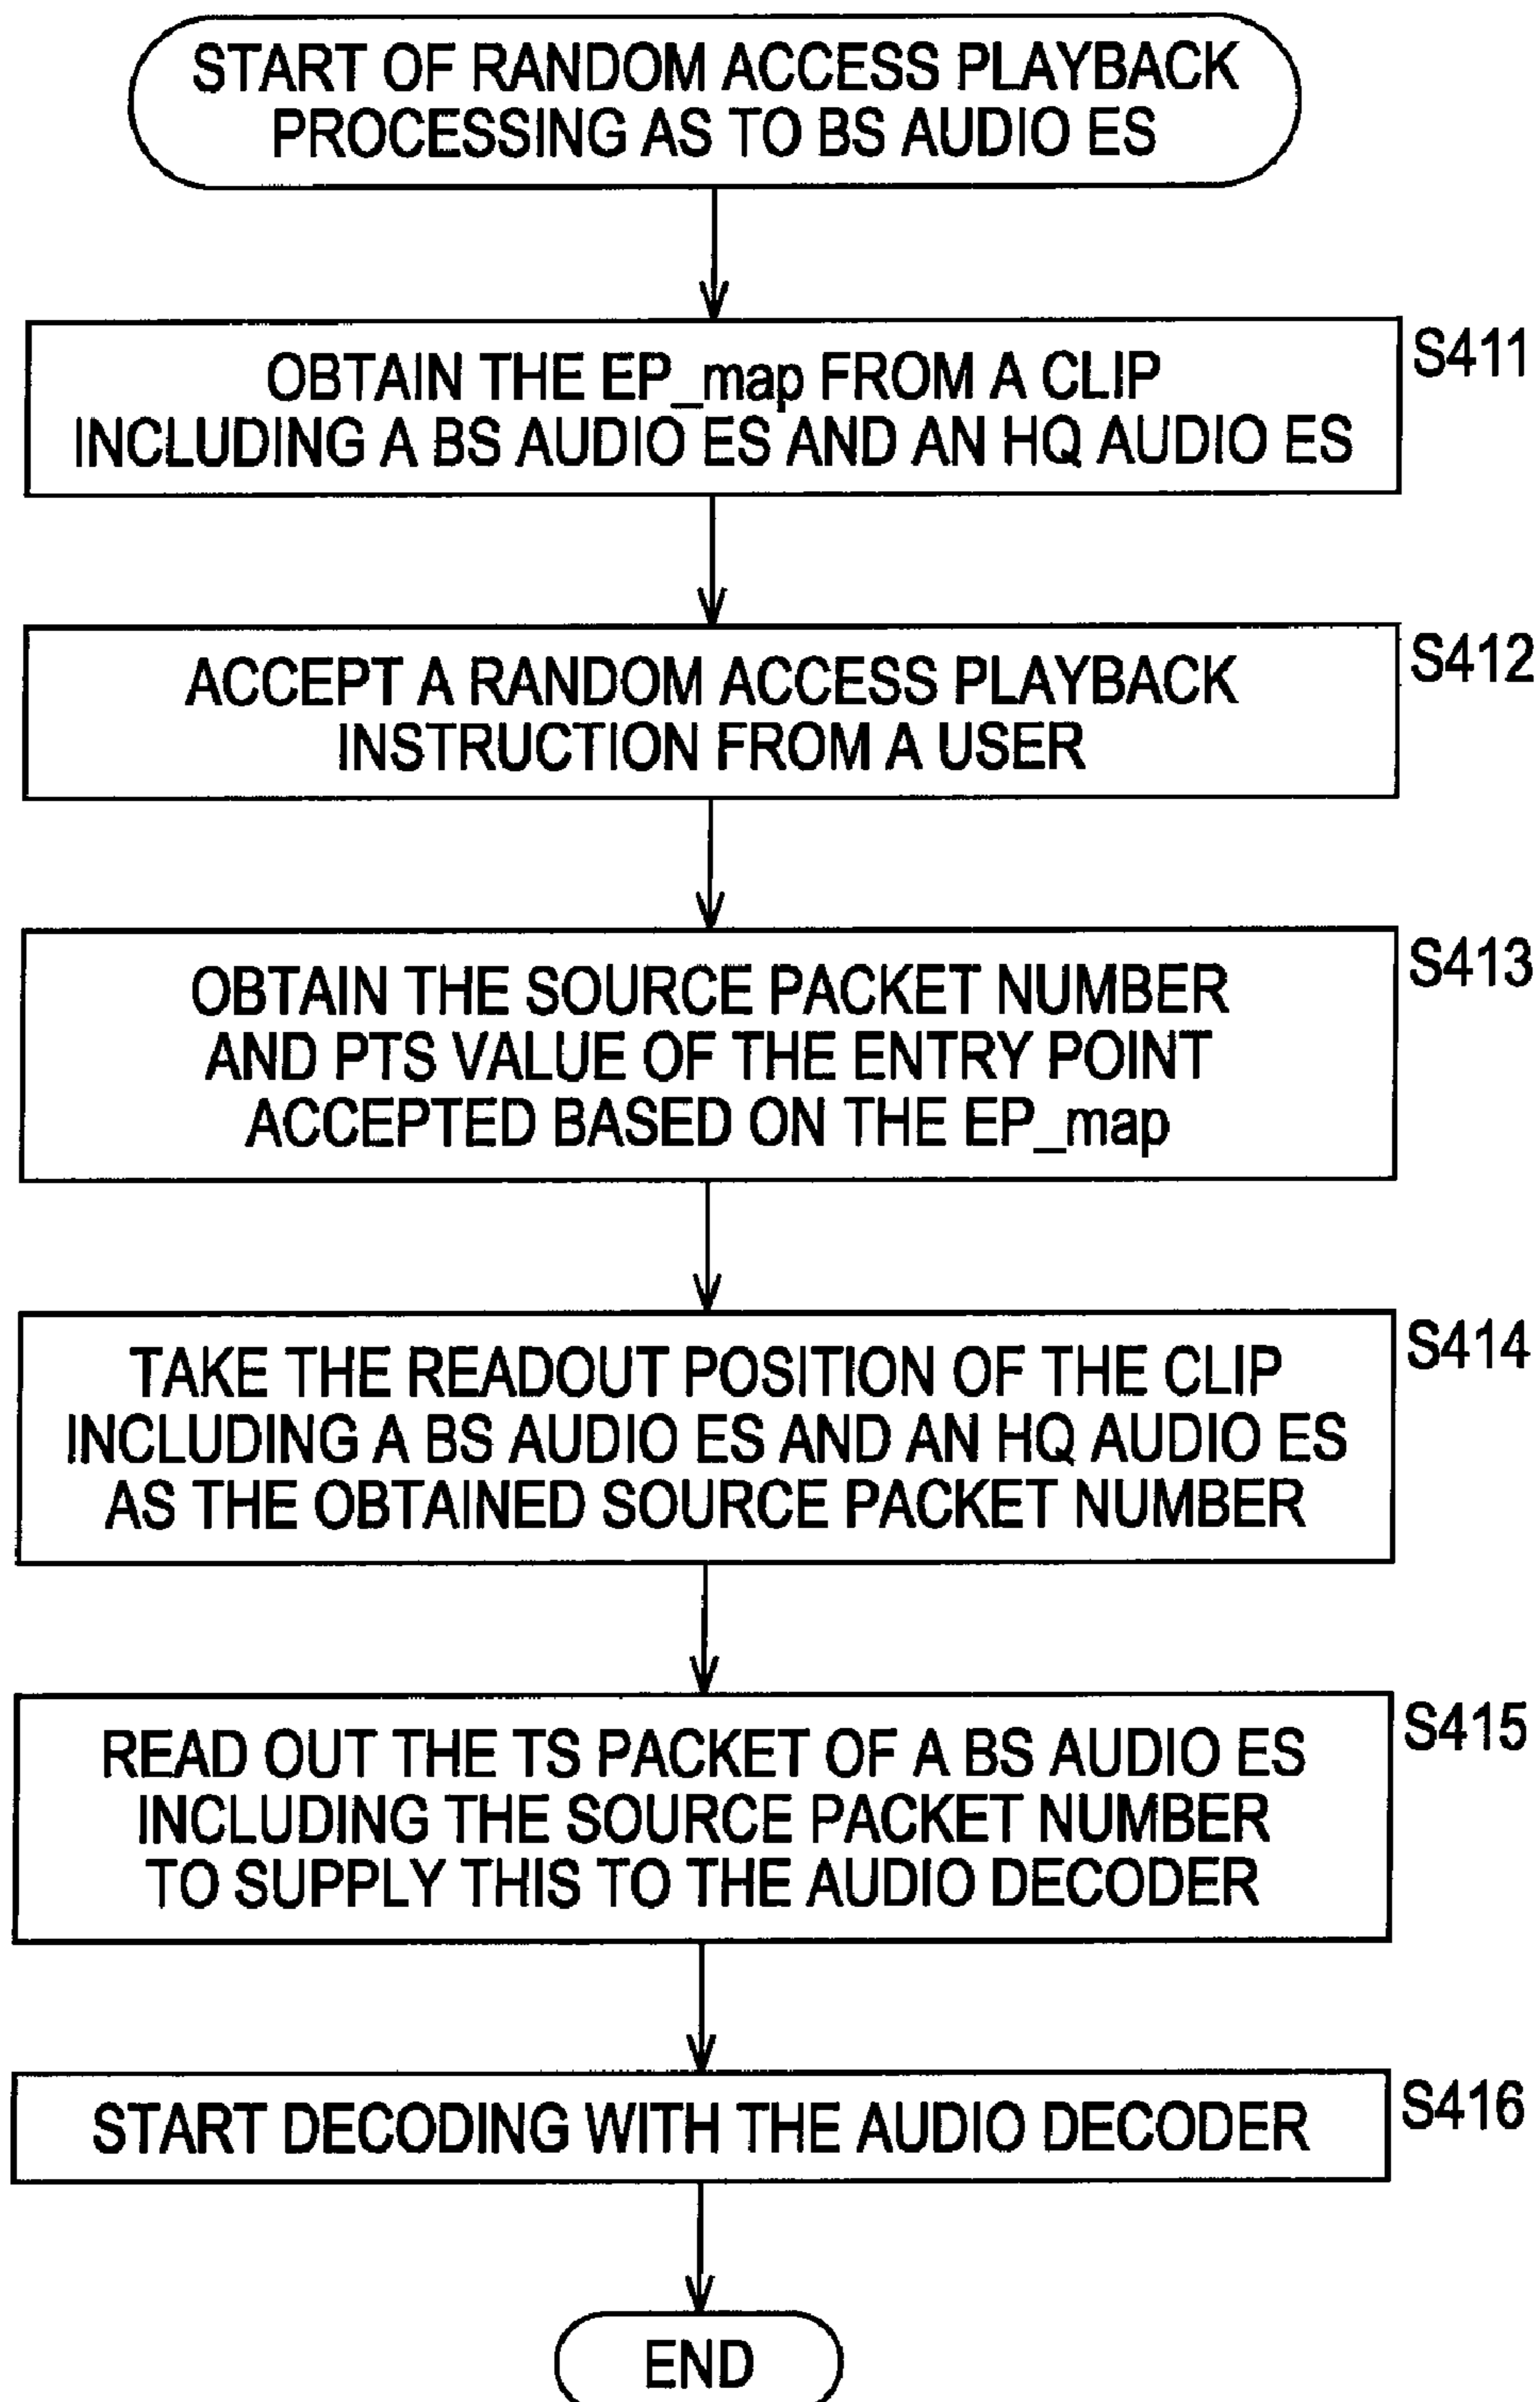 START OF RANDOM ACCESS PLAYBACK
PROCESSING AS TO BS AUDIO ES
OBTAIN THE EP_map FROM A CLIP
INCLUDING A BS AUDIO ES AND AN HQ AUDIO ES
S411
ACCEPT A RANDOM ACCESS PLAYBACK
INSTRUCTION FROM A USER
S412
OBTAIN THE SOURCE PACKET NUMBER
AND PTS VALUE OF THE ENTRY POINT
ACCEPTED BASED ON THE EP_map
S413
TAKE THE READOUT POSITION OF THE CLIP
INCLUDING A BS AUDIO ES AND AN HQ AUDIO ES
AS THE OBTAINED SOURCE PACKET NUMBER
S414
READ OUT THE TS PACKET OF A BS AUDIO ES
INCLUDING THE SOURCE PACKET NUMBER
TO SUPPLY THIS TO THE AUDIO DECODER
S415
START DECODING WITH THE AUDIO DECODER
S416
END